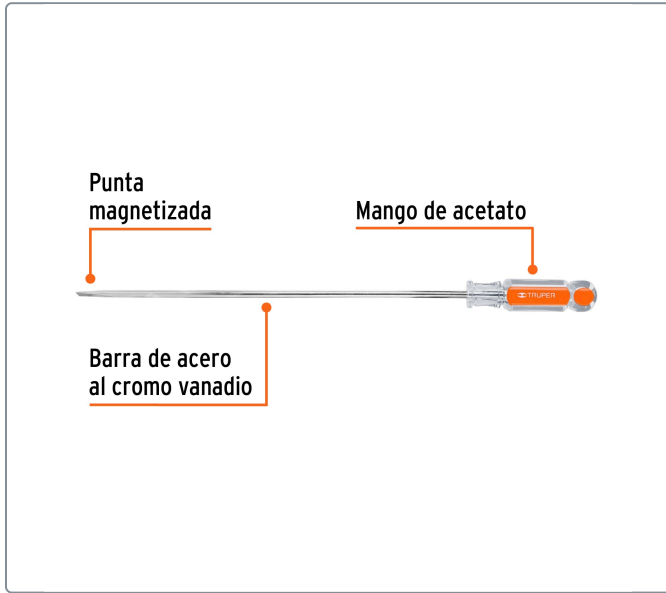 Punta
magnetizada
Mango de acetato
TRUPER
Barra de acero
al cromo vanadio